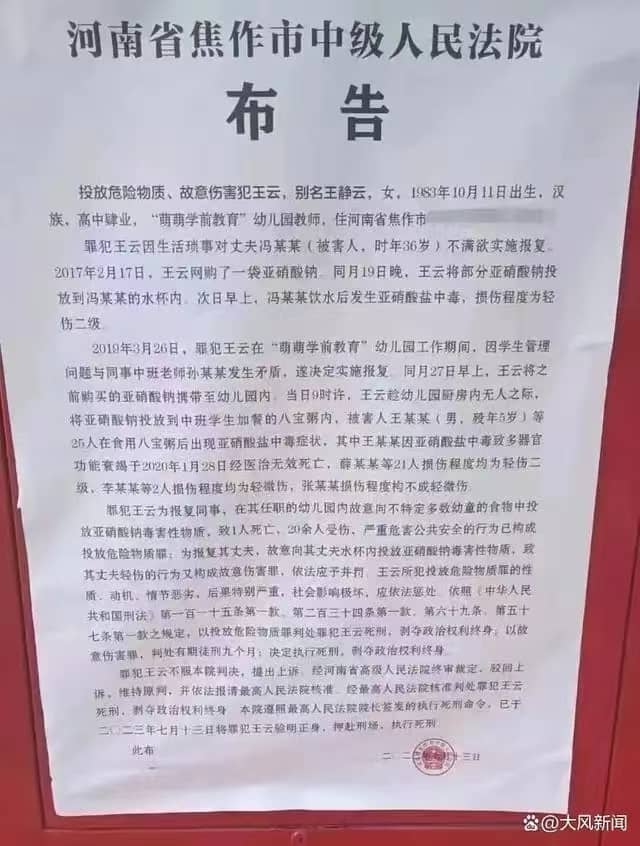 河南省焦作市中级人民法院
布告
投放危险物质、故意伤害犯王云，别名王静云，女，1983年10月11日出生，汉
族，高中肄业，“萌萌学前教育”幼儿园教师，住河南省焦作市
罪犯王云因生活琐事对丈夫冯某某（被害人，时年36岁）不满欲实施报复。
2017年2月17日，王云网购了一袋亚硝酸钠。同月19日晚，王云将部分亚硝酸钠投
放到冯某某的水杯内。次日早上，冯某某饮水后发生亚硝酸盐中毒，损伤程度为轻
伤二级。
2019年3月26日，罪犯王云在“萌萌学前教育”幼儿园工作期间，因学生管理
问题与同事中班老师孙某某发生矛盾，遂决定实施报复。同月27日早上，王云将之
前购买的亚硝酸钠携带至幼儿园内。当日9时许，王云趁幼儿园厨房内无人之际，
将亚硝酸钠投放到中班学生加餐的八宝粥内，被害人王某某（男，殁年5岁）等
25人在食用八宝粥后出现亚硝酸盐中毒症状，其中王某某因亚硝酸盐中毒致多器官
功能衰竭于2020年1月28日经医治无效死亡，薛某某等21人损伤程度均为轻伤二
级，李某某等2人损伤程度均为轻微伤，张某某损伤程度构不成轻微伤。
罪犯王云为报复同事，在其任职的幼儿园内故意向不特定多数幼童的食物中投
放亚硝酸钠毒害性物质，致1人死亡，20余人受伤，严重危害公共安全的行为已构成
投放危险物质罪；为报复其丈夫，故意向其丈夫水杯内投放亚硝酸钠毒害性物质，致
其丈夫轻伤的行为又构成故意伤害罪，依法应予并罚。王云所犯投放危险物质罪的性
质、动机、情节恶劣，后果特别严重，社会影响极坏，应依法惩处。依照《中华人民
共和国刑法》第一百一十五条第一款、第二百三十四条第一款、第六十九条、第五十
七条第一款之规定，以投放危险物质罪判处罪犯王云死刑，剥夺政治权利终身；以故
意伤害罪，判处有期徒刑九个月；决定执行死刑，剥夺政治权利终身。
罪犯王云不服本院判决，提出上诉。经河南省高级人民法院终审裁定，驳回上
诉，维持原判，并依法报请最高人民法院核准。经最高人民法院核准判处罪犯王云
死刑，剥夺政治权利终身。本院遵照最高人民法院院长签发的执行死刑命令，已于
二〇二三年七月十三日将罪犯王云验明正身，押赴刑场，执行死刑。
此布
二〇二 年七月十三日
@大风新闻